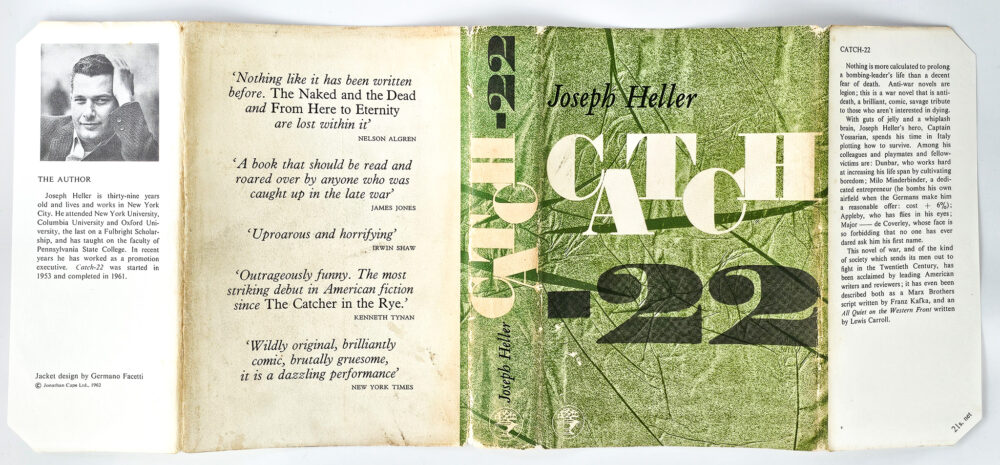 THE AUTHOR
Joseph Heller is thirty-nine years
old and lives and works in New York
City. He attended New York University,
Columbia University and Oxford Uni-
versity, the last on a Fulbright Scholar-
ship, and has taught on the faculty of
Pennsylvania State College. In recent
years he has worked as a promotion
executive. Catch-22 was started in
1953 and completed in 1961.
Jacket design by Germano Facetti
© Jonathan Cape Ltd., 1962
‘Nothing like it has been written
before. The Naked and the Dead
and From Here to Eternity
are lost within it’
NELSON ALGREN
‘A book that should be read and
roared over by anyone who was
caught up in the late war’
JAMES JONES
‘Uproarous and horrifying’
IRWIN SHAW
‘Outrageously funny. The most
striking debut in American fiction
since The Catcher in the Rye.’
KENNETH TYNAN
‘Wildly original, brilliantly
comic, brutally gruesome,
it is a dazzling performance’
NEW YORK TIMES
Joseph Heller CATCH-22
Joseph Heller
CATCH
-22
CATCH-22
Nothing is more calculated to prolong
a bombing-leader's life than a decent
fear of death. Anti-war novels are
legion; this is a war novel that is anti-
death, a brilliant, comic, savage tribute
to those who aren't interested in dying.
With guts of jelly and a whiplash
brain, Joseph Heller's hero, Captain
Yossarian, spends his time in Italy
plotting how to survive. Among his
colleagues and playmates and fellow-
victims are: Dunbar, who works hard
at increasing his life span by cultivating
boredom; Milo Minderbinder, a dedi-
cated entrepreneur (he bombs his own
airfield when the Germans make him
a reasonable offer: cost + 6%);
Appleby, who has flies in his eyes;
Major — de Coverley, whose face is
so forbidding that no one has ever
dared ask him his first name.
This novel of war, and of the kind
of society which sends its men out to
fight in the Twentieth Century, has
been acclaimed by leading American
writers and reviewers; it has even been
described both as a Marx Brothers
script written by Franz Kafka, and an
All Quiet on the Western Front written
by Lewis Carroll.
21s. net